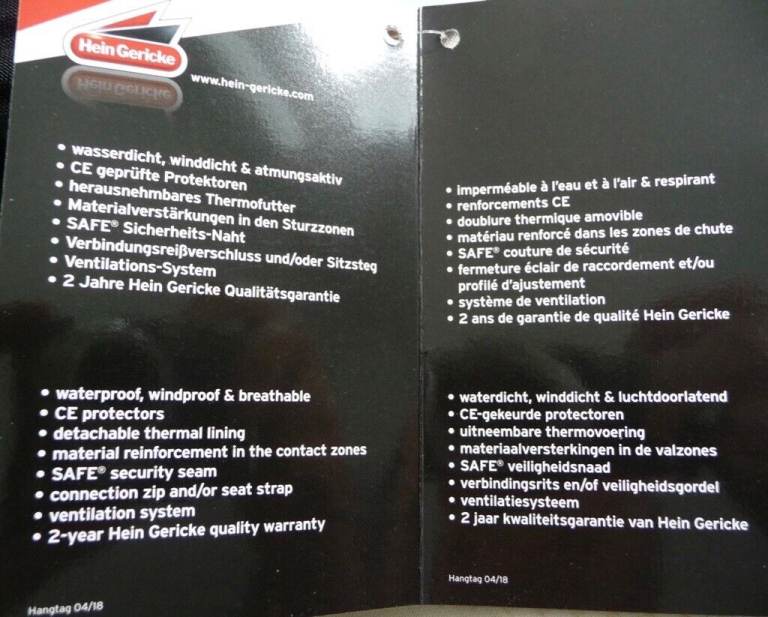 Hein Gericke
www.hein-gericke.com
• wasserdicht, winddicht & atmungsaktiv
• CE geprüfte Protektoren
• herausnehmbares Thermofutter
• Materialverstärkungen in den Sturzzonen
• SAFE® Sicherheits-Naht
• Verbindungsreißverschluss und/oder Sitzsteg
• Ventilations-System
• 2 Jahre Hein Gericke Qualitätsgarantie
• waterproof, windproof & breathable
• CE protectors
• detachable thermal lining
• material reinforcement in the contact zones
• SAFE® security seam
• connection zip and/or seat strap
• ventilation system
• 2-year Hein Gericke quality warranty
Hangtag 04/18
• imperméable à l'eau et à l'air & respirant
• renforcements CE
• doublure thermique amovible
• matériau renforcé dans les zones de chute
• SAFE® couture de sécurité
• fermeture éclair de raccordement et/ou
profilé d'ajustement
• système de ventilation
• 2 ans de garantie de qualité Hein Gericke
• waterdicht, winddicht & luchtdoorlatend
• CE-gekeurde protectoren
• uitneembare thermovoering
• materiaalversterkingen in de valzones
• SAFE® veiligheidsnaad
• verbindingsrits en/of veiligheidsgordel
• ventilatiesysteem
• 2 jaar kwaliteitsgarantie van Hein Gericke
Hangtag 04/18